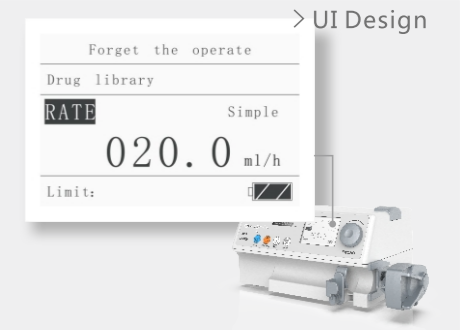 > UI Design
Forget the operate
Drug library
RATE Simple
020.0 ml/h
Limit: